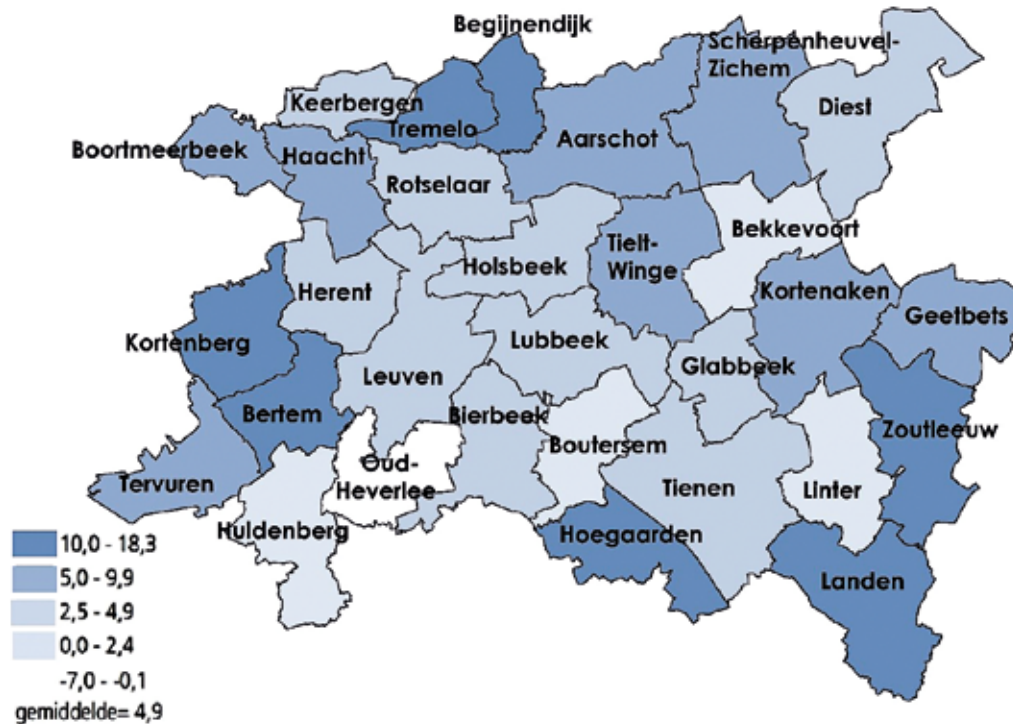 Begijnendijk
Scherpenheuvel-
Zichem
Keerbergen
Diest
Tremelo
Aarschot
Boortmeerbeek
Haacht
Rotselaar
Bekkevoort
Tielt-
Winge
Holsbeek
Herent
Kortenaken
Geetbets
Kortenberg
Lubbeek
Glabbeek
Leuven
Bertem
Bierbeek
Boutersem
Zoutleeuw
Oud-
Heverlee
Tervuren
Tienen
Linter
Huldenberg
Hoegaarden
Landen
10,0 - 18,3
5,0 - 9,9
2,5 - 4,9
0,0 - 2,4
-7,0 - -0,1
gemiddelde= 4,9